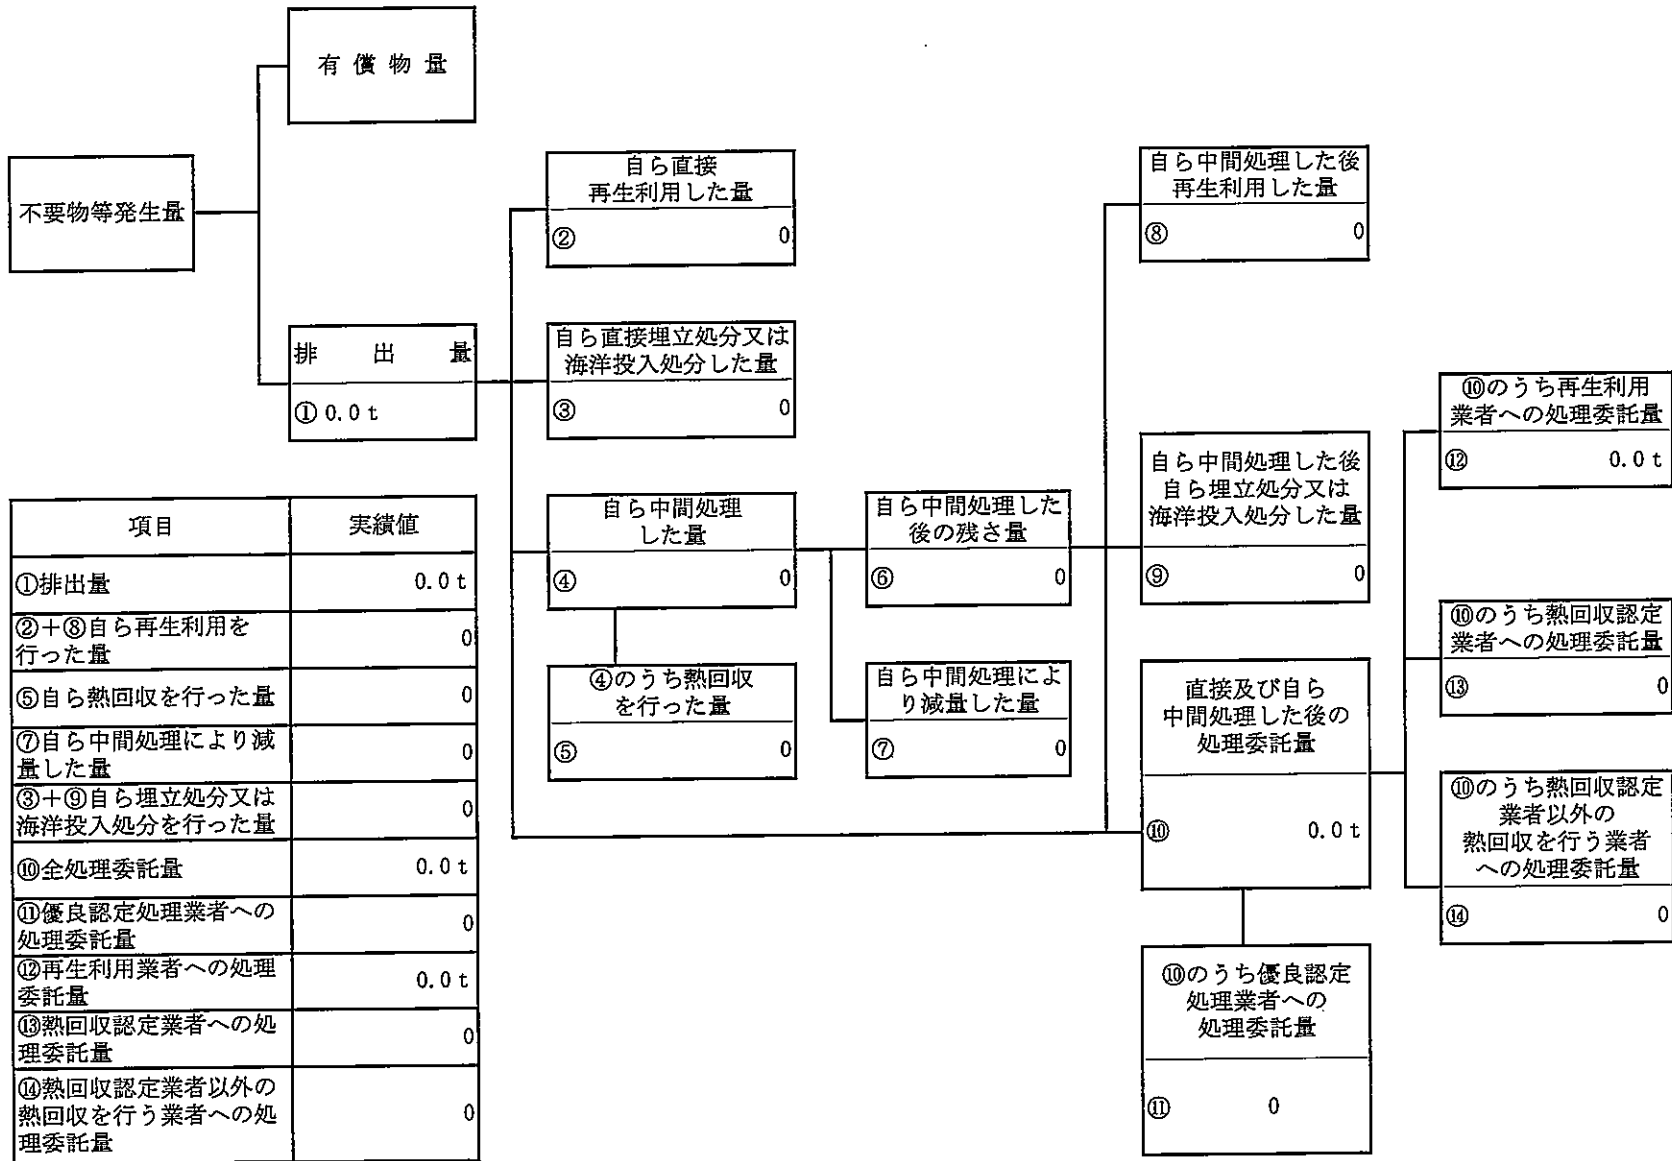 有償物量
不要物等発生量
排出量
①0.0t
自ら直接
再生利用した量
② 0
自ら直接埋立処分又は
海洋投入処分した量
③ 0
自ら中間処理
した量
④ 0
④のうち熱回収
を行った量
⑤ 0
自ら中間処理した
後の残さ量
⑥ 0
自ら中間処理によ
り減量した量
⑦ 0
自ら中間処理した後
再生利用した量
⑧ 0
自ら中間処理した後
自ら埋立処分又は
海洋投入処分した量
⑨ 0
直接及び自ら
中間処理した後の
処理委託量
⑩ 0.0t
⑩のうち優良認定
処理業者への
処理委託量
⑪ 0
⑩のうち再生利用
業者への処理委託量
⑫ 0.0t
⑩のうち熱回収認定
業者への処理委託量
⑬ 0
⑩のうち熱回収認定
業者以外の
熱回収を行う業者
への処理委託量
⑭ 0
項目 実績値
①排出量 0.0t
②+⑧自ら再生利用を
行った量 0
⑤自ら熱回収を行った量 0
⑦自ら中間処理により減
量した量 0
③+⑨自ら埋立処分又は
海洋投入処分を行った量 0
⑩全処理委託量 0.0t
⑪優良認定処理業者への
処理委託量 0
⑫再生利用業者への処理
委託量 0.0t
⑬熱回収認定業者への処
理委託量 0
⑭熱回収認定業者以外の
熱回収を行う業者への処
理委託量 0